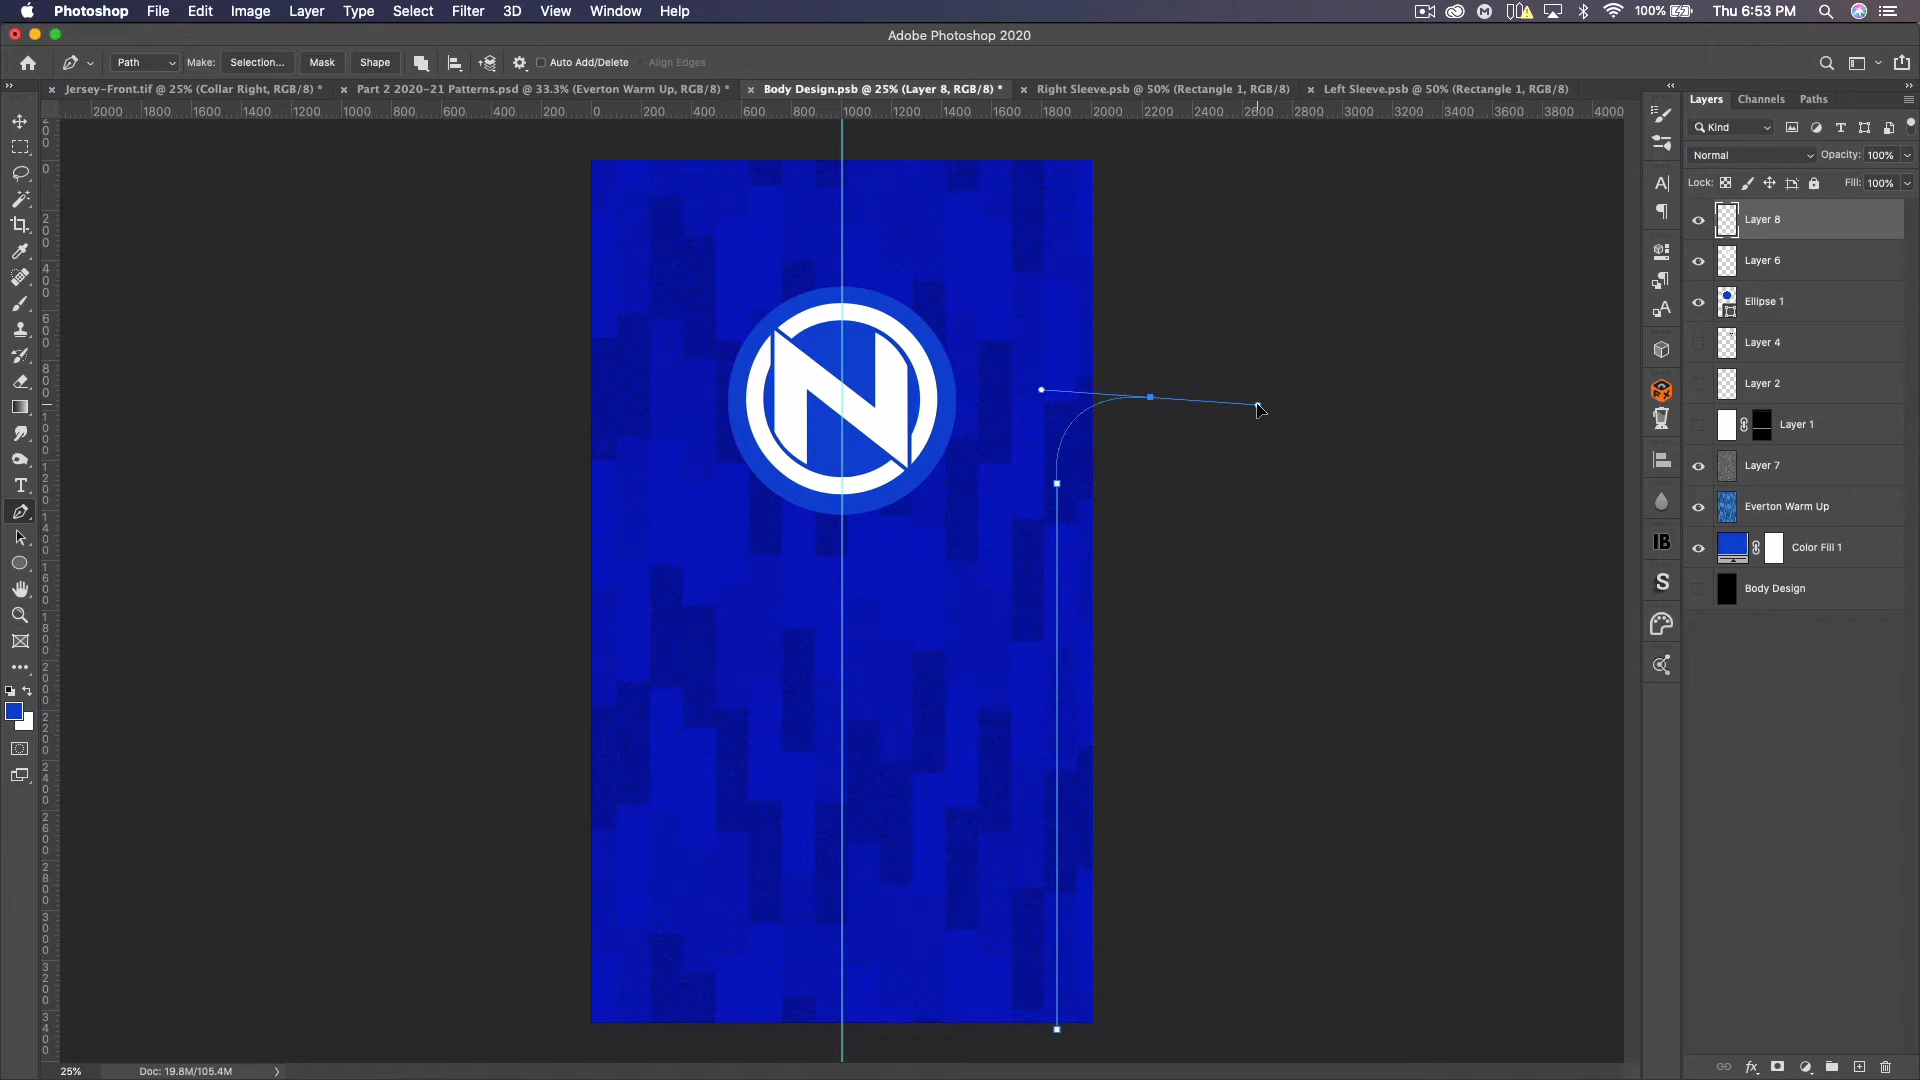 Photoshop File Edit Image Layer Type Select Filter 3D View Window Help 100% Thu 6:53 PM
Adobe Photoshop 2020
Path Make: Selection... Mask Shape Auto Add/Delete Align Edges
Jersey-Front.tif @ 25% (Collar Right, RGB/8) * Part 2 2020-21 Patterns.psd @ 33.3% (Everton Warm Up, RGB/8) * Body Design.psb @ 25% (Layer 8, RGB/8) * Right Sleeve.psb @ 50% (Rectangle 1, RGB/8) Left Sleeve.psb @ 50% (Rectangle 1, RGB/8)
2000 1800 1600 1400 1200 1000 800 600 400 200 0 200 400 600 800 1000 1200 1400 1600 1800 2000 2200 2400 2600 2800 3000 3200 3400 3600 3800 4000
Layers Channels Paths
Kind
Normal Opacity: 100%
Lock: Fill: 100%
Layer 8
Layer 6
Ellipse 1
Layer 4
Layer 2
Layer 1
Layer 7
Everton Warm Up
Color Fill 1
Body Design
N
25% Doc: 19.8M/105.4M